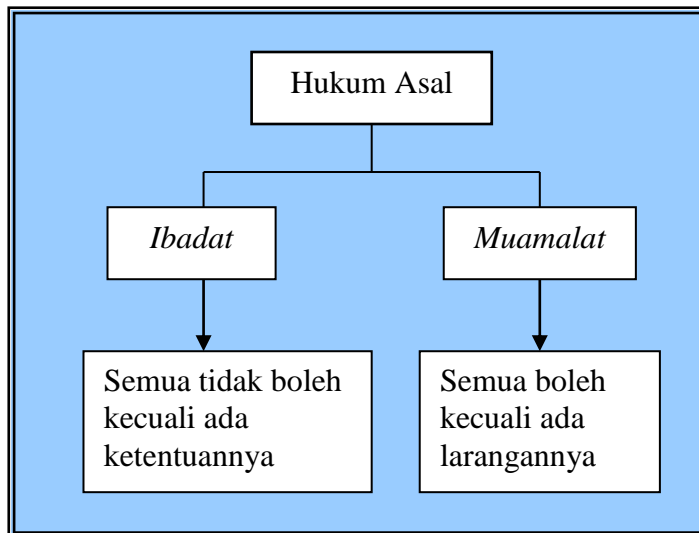 Hukum Asal
Ibadat
Muamalat
Semua tidak boleh
kecuali ada
ketentuannya
Semua boleh
kecuali ada
larangannya